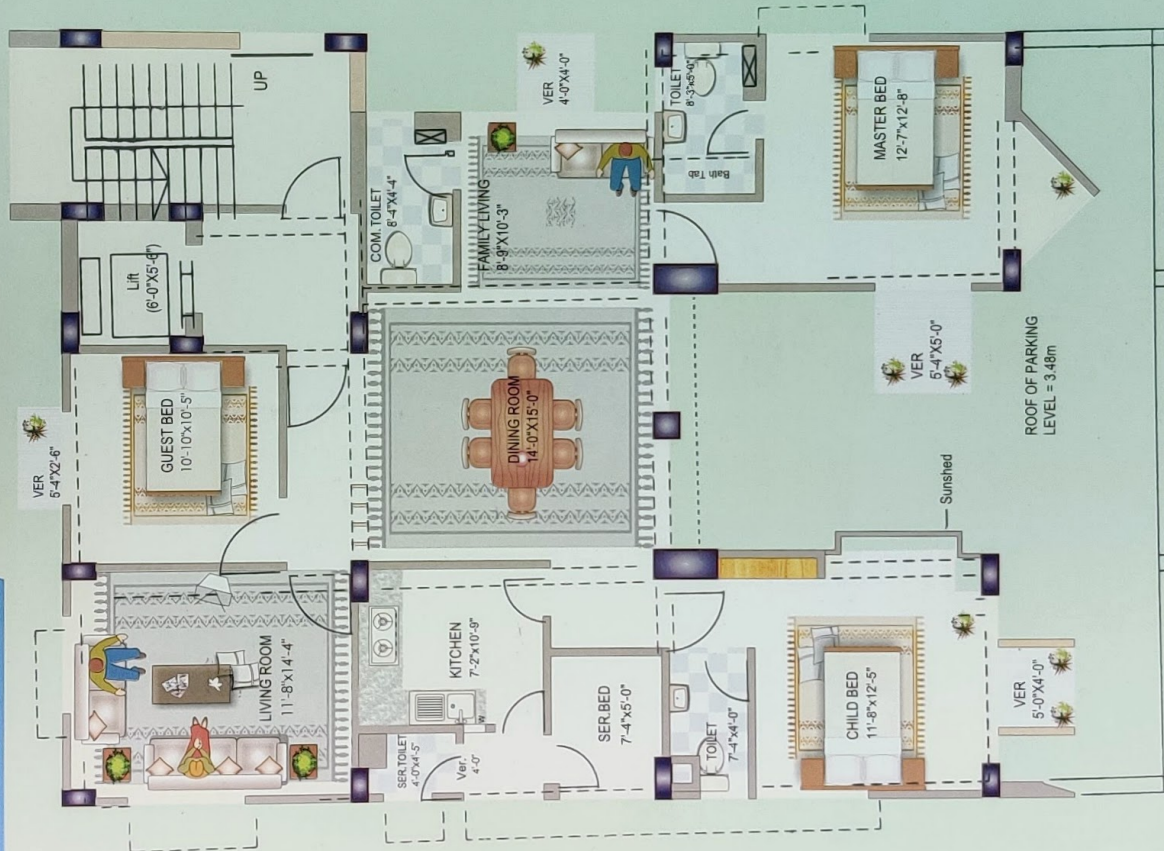 UP
VER
4'-0"X4'-0"
TOILET
8'-3"x5'-0"
MASTER BED
12'-7"x12'-8"
Bath Tab
COM.TOILET
8'-4"X4'-4"
FAMILY LIVING
8'-9"X10'-3"
Lift
(6'-0"X5'-6")
VER
5'-4"X2'-6"
GUEST BED
10'-10"x10'-5"
DINING ROOM
14'-0"X15'-0"
VER
5'-4"X5'-0"
ROOF OF PARKING
LEVEL = 3.48m
Sunshed
LIVING ROOM
11'-8"x14'-4"
KITCHEN
7'-2"x10'-9"
W
SER.TOILET
4'-0"x4'-5"
Ver.
4'-0"
SER.BED
7'-4"x5'-0"
TOILET
7'-4"x4'-0"
CHILD BED
11'-8"x12'-5"
VER
5'-0"X4'-0"